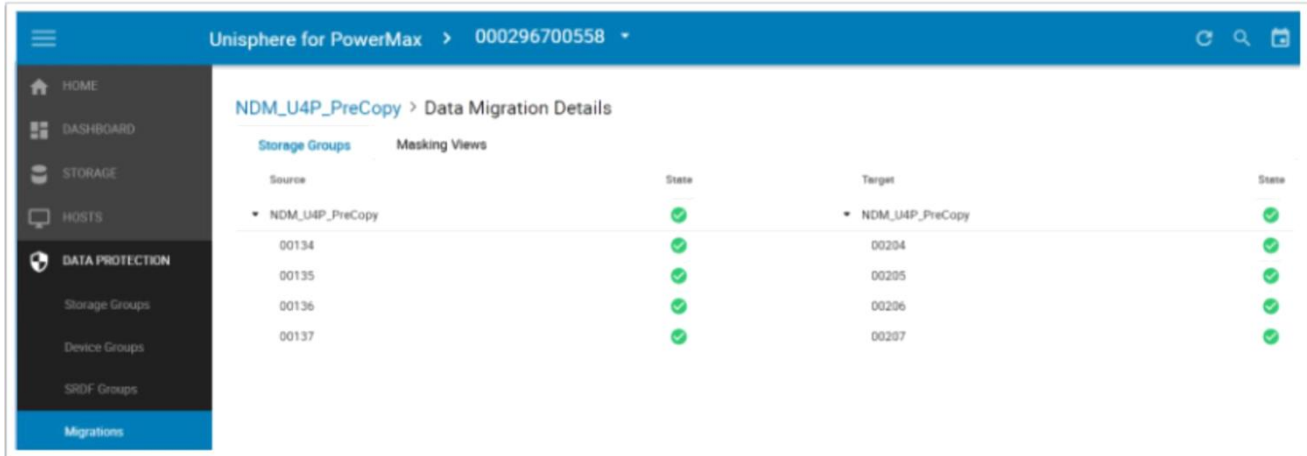 Unisphere for PowerMax > 000296700558
HOME
DASHBOARD
STORAGE
HOSTS
DATA PROTECTION
Storage Groups
Device Groups
SRDF Groups
Migrations
NDM_U4P_PreCopy > Data Migration Details
Storage Groups Masking Views
Source State Target State
NDM_U4P_PreCopy NDM_U4P_PreCopy
00134 00204
00135 00205
00136 00206
00137 00207